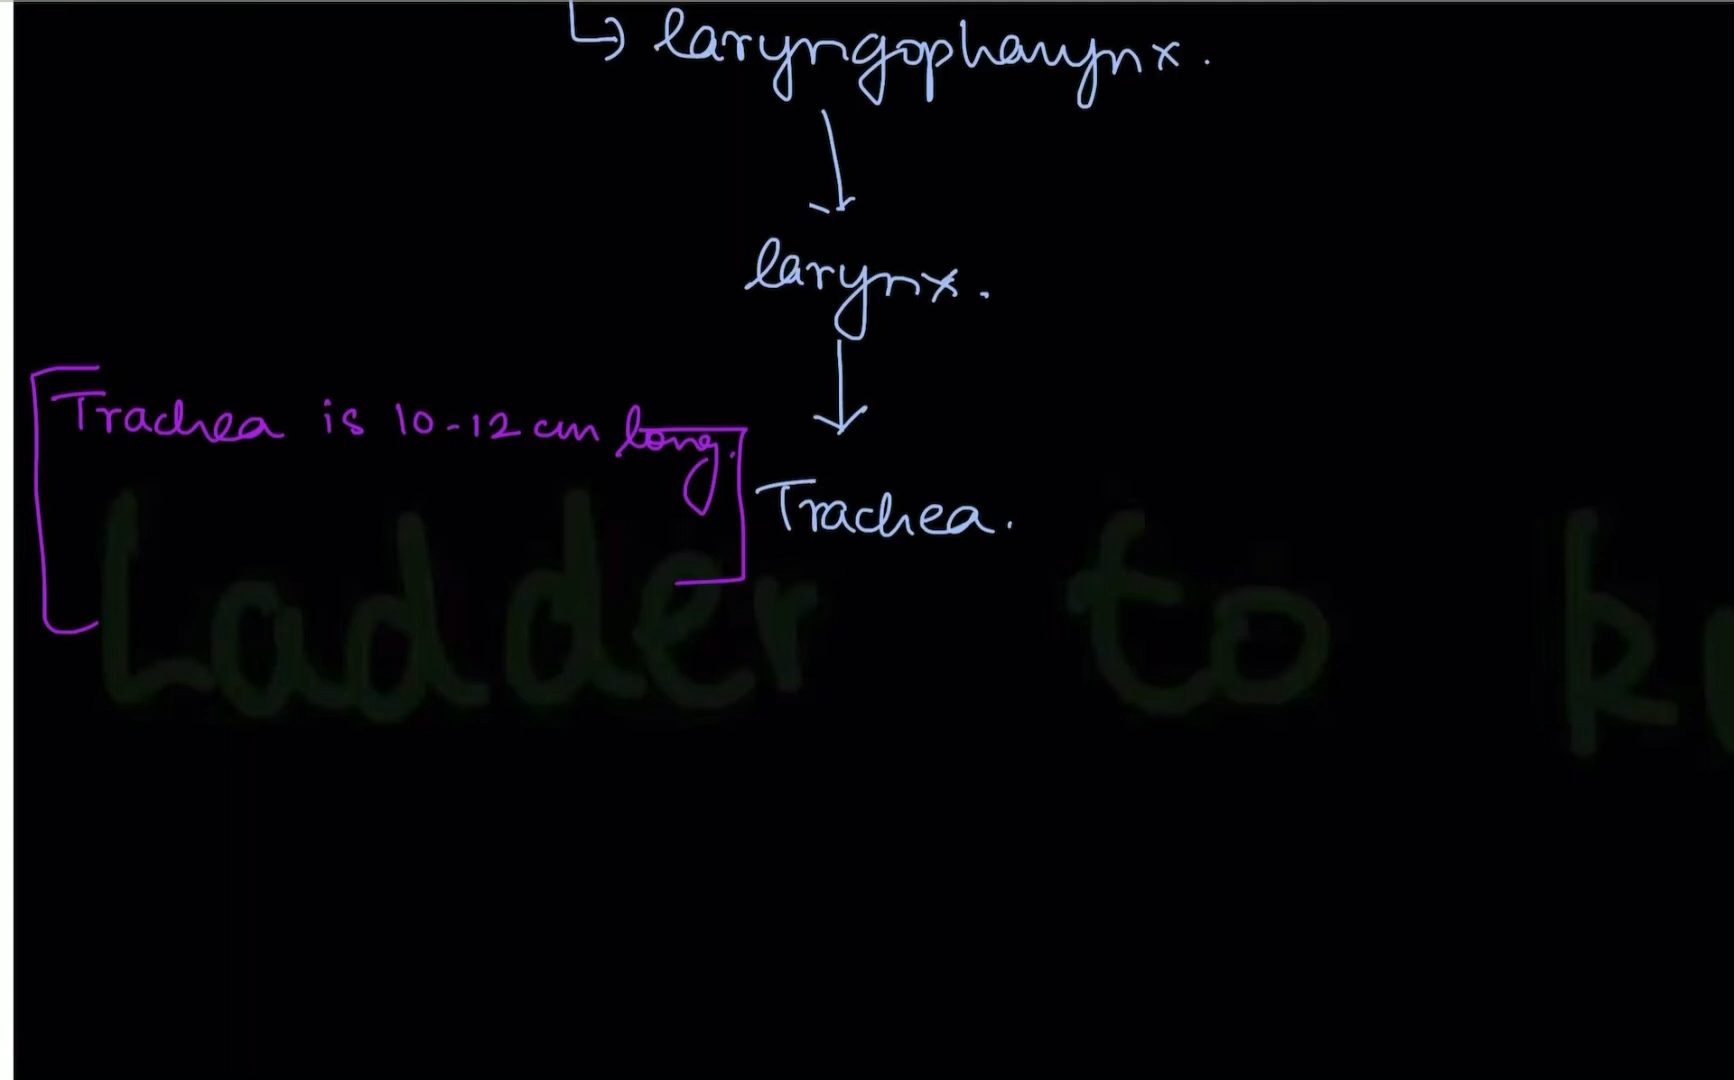 ↳ laryngopharynx.
larynx.
Trachea is 10-12 cm long.
Trachea.
Ladder to